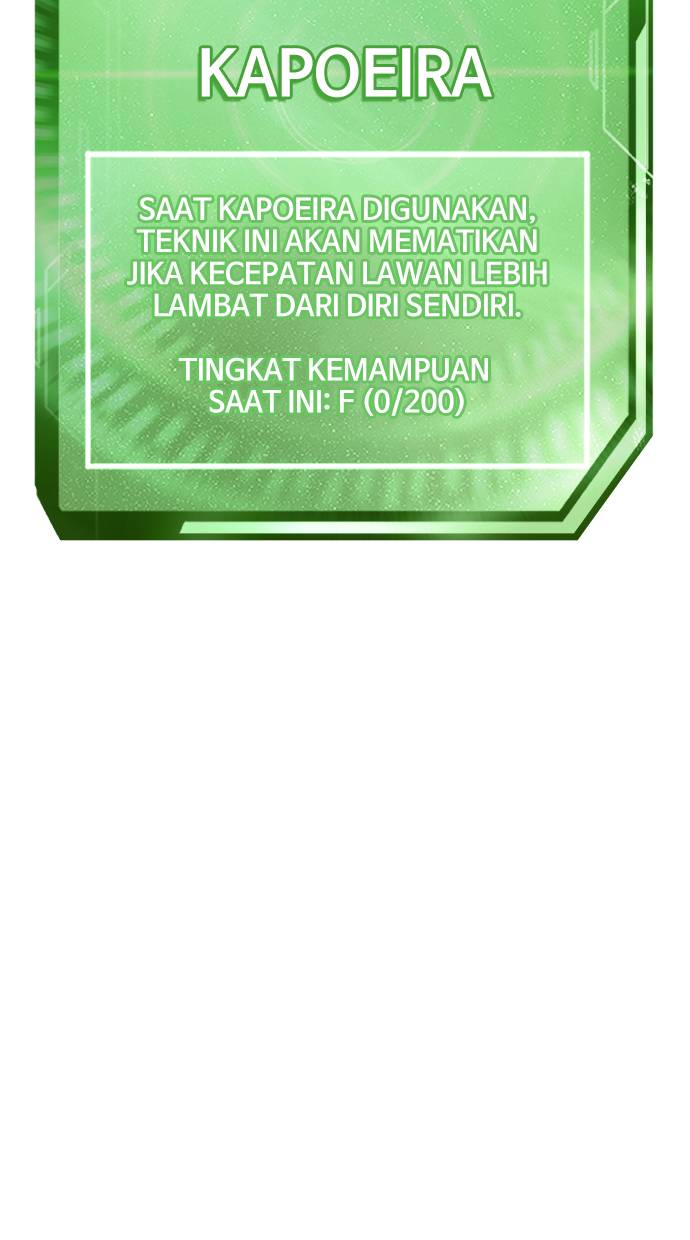 KAPOEIRA
SAAT KAPOEIRA DIGUNAKAN,
TEKNIK INI AKAN MEMATIKAN
JIKA KECEPATAN LAWAN LEBIH
LAMBAT DARI DIRI SENDIRI.
TINGKAT KEMAMPUAN
SAAT INI: F (0/200)